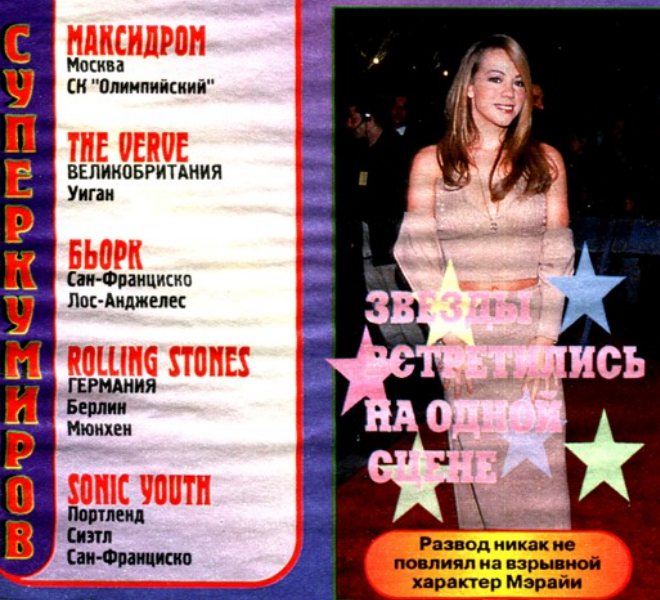 СУПЕРКУМИРОВ
МАКСИДРОМ
Москва
СК "Олимпийский"
THE VERVE
ВЕЛИКОБРИТАНИЯ
Уиган
БЬОРК
Сан-Франциско
Лос-Анджелес
ROLLING STONES
ГЕРМАНИЯ
Берлин
Мюнхен
SONIC YOUTH
Портленд
Сиэтл
Сан-Франциско
ЗВЕЗДЫ
ВСТРЕТИЛИСЬ
НА ОДНОЙ
СЦЕНЕ
Развод никак не
повлиял на взрывной
характер Мэрайи